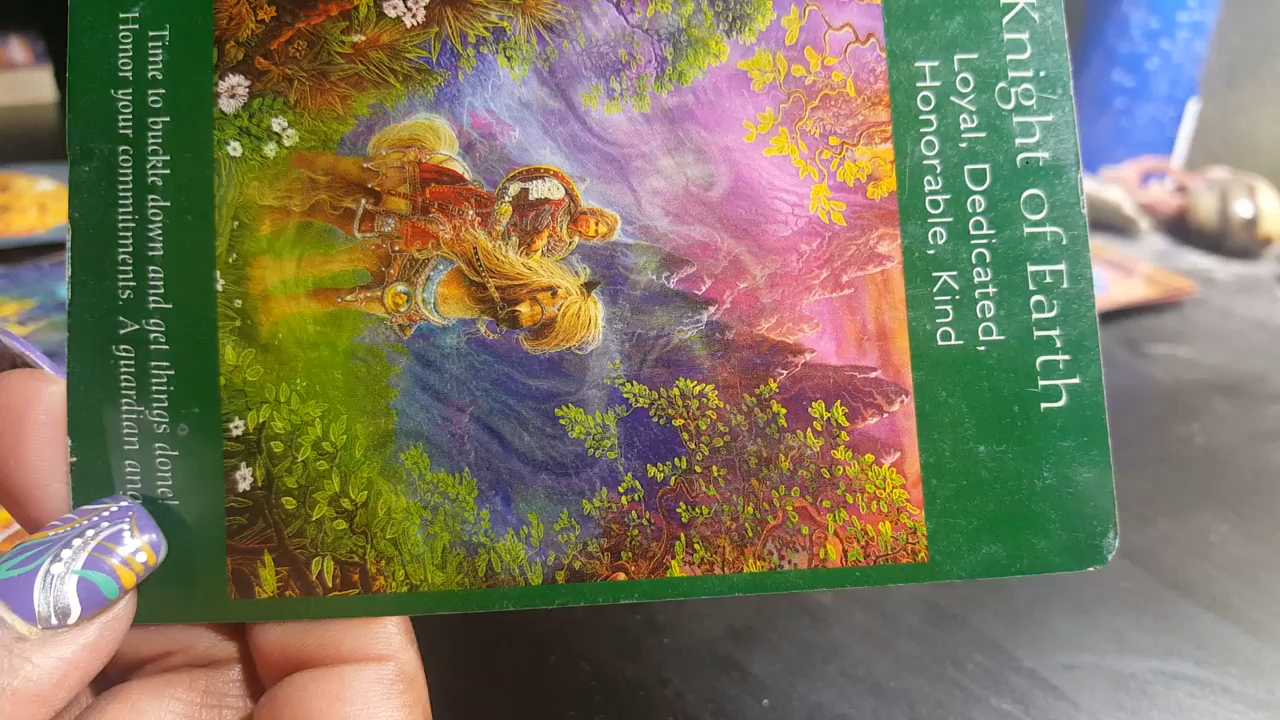 Knight of Earth
Loyal, Dedicated,
Honorable, Kind
Time to buckle down and get things done!
Honor your commitments. A guardian and